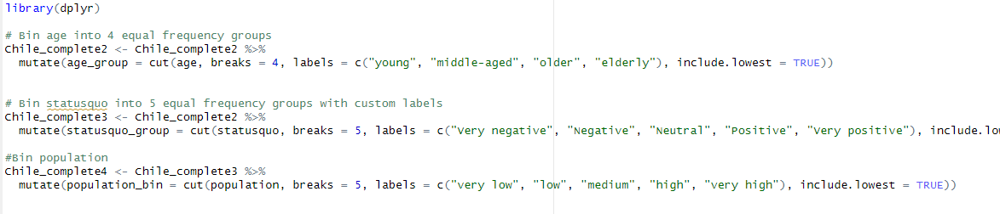 library(dplyr)
# Bin age into 4 equal frequency groups
Chile_complete2 <- Chile_complete2 %>%
  mutate(age_group = cut(age, breaks = 4, labels = c("young", "middle-aged", "older", "elderly"), include.lowest = TRUE))
# Bin statusquo into 5 equal frequency groups with custom labels
Chile_complete3 <- Chile_complete2 %>%
  mutate(statusquo_group = cut(statusquo, breaks = 5, labels = c("Very negative", "Negative", "Neutral", "Positive", "Very positive"), include.lo
#Bin population
Chile_complete4 <- Chile_complete3 %>%
  mutate(population_bin = cut(population, breaks = 5, labels = c("very low", "low", "medium", "high", "very high"), include.lowest = TRUE))